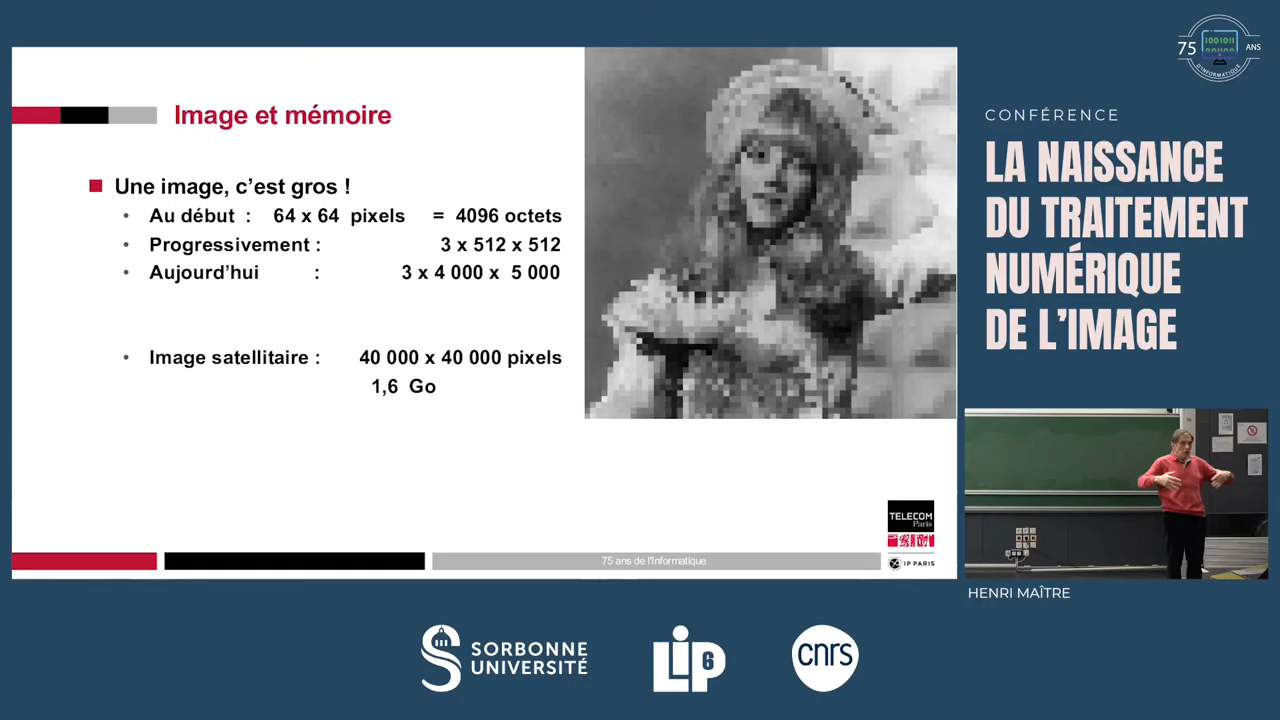 75 ANS
1001011
D'INFORMATIQUE
CONFÉRENCE
LA NAISSANCE
DU TRAITEMENT
NUMÉRIQUE
DE L'IMAGE
Image et mémoire
Une image, c'est gros !
• Au début : 64 x 64 pixels = 4096 octets
• Progressivement : 3 x 512 x 512
• Aujourd'hui : 3 x 4 000 x 5 000
• Image satellitaire : 40 000 x 40 000 pixels
1,6 Go
TELECOM
Paris
IP PARIS
75 ans de l'Informatique
HENRI MAÎTRE
SORBONNE
UNIVERSITÉ
LIP6
cnrs